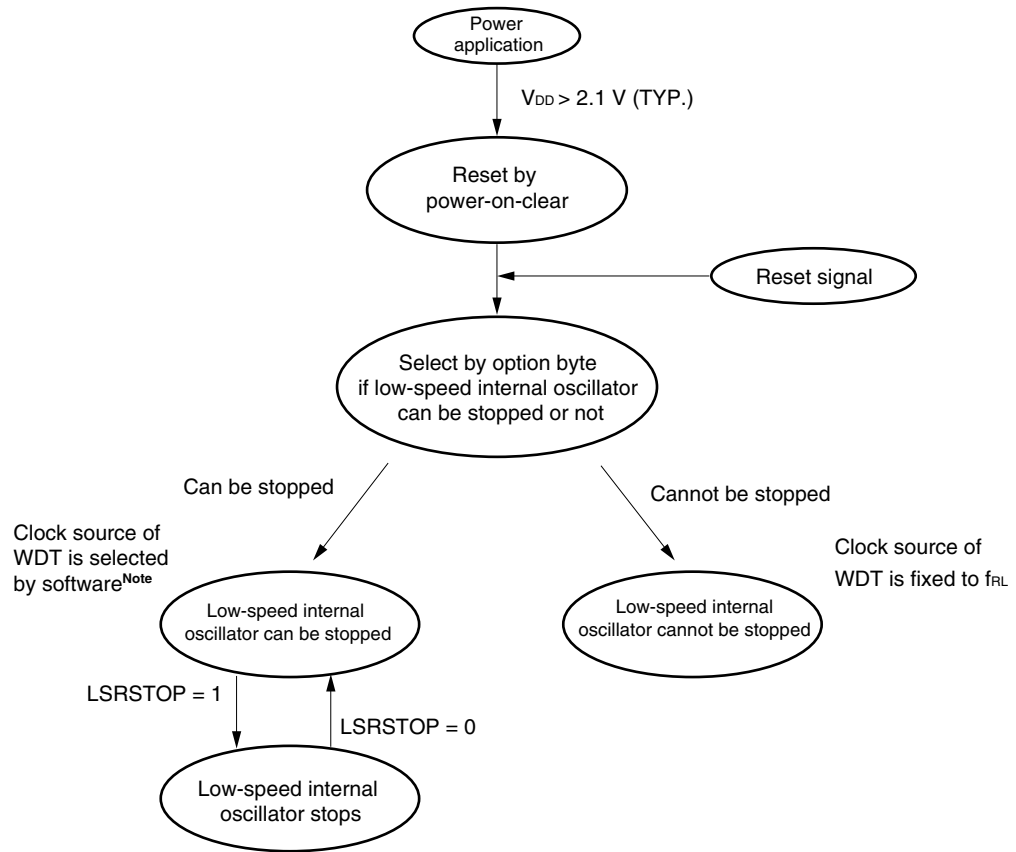 Power
application
VDD > 2.1 V (TYP.)
Reset by
power-on-clear
Reset signal
Select by option byte
if low-speed internal oscillator
can be stopped or not
Can be stopped
Cannot be stopped
Clock source of
WDT is selected
by softwareNote
Clock source of
WDT is fixed to fRL
Low-speed internal
oscillator can be stopped
Low-speed internal
oscillator cannot be stopped
LSRSTOP = 1
LSRSTOP = 0
Low-speed internal
oscillator stops